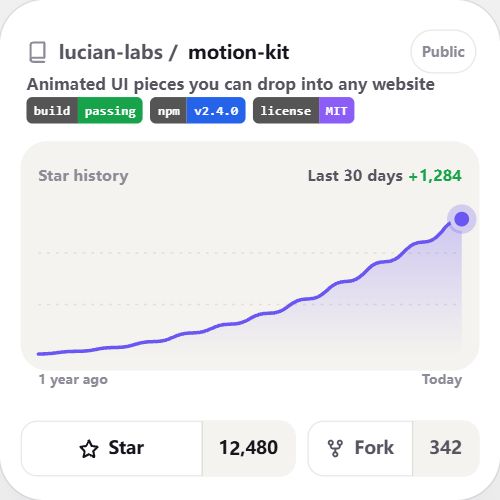 lucian-labs / motion-kit Public
Animated UI pieces you can drop into any website
build passing npm v2.4.0 license MIT
Star history Last 30 days +1,284
1 year ago Today
Star 12,480 Fork 342